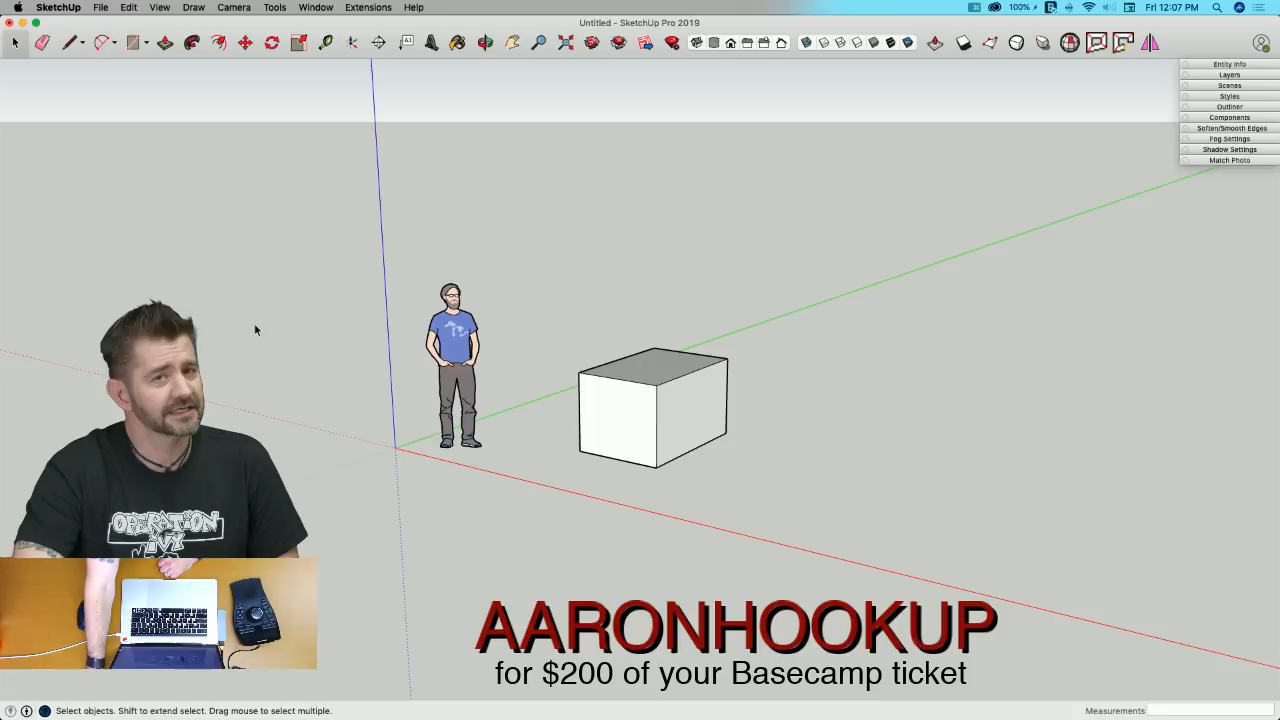 SketchUp File Edit View Draw Camera Tools Window Extensions Help 100% Fri 12:07 PM
Untitled - SketchUp Pro 2019
Entity Info
Layers
Scenes
Styles
Outliner
Components
Soften/Smooth Edges
Fog Settings
Shadow Settings
Match Photo
OPERATION
IVY
AARONHOOKUP
for $200 of your Basecamp ticket
Select objects. Shift to extend select. Drag mouse to select multiple.
Measurements